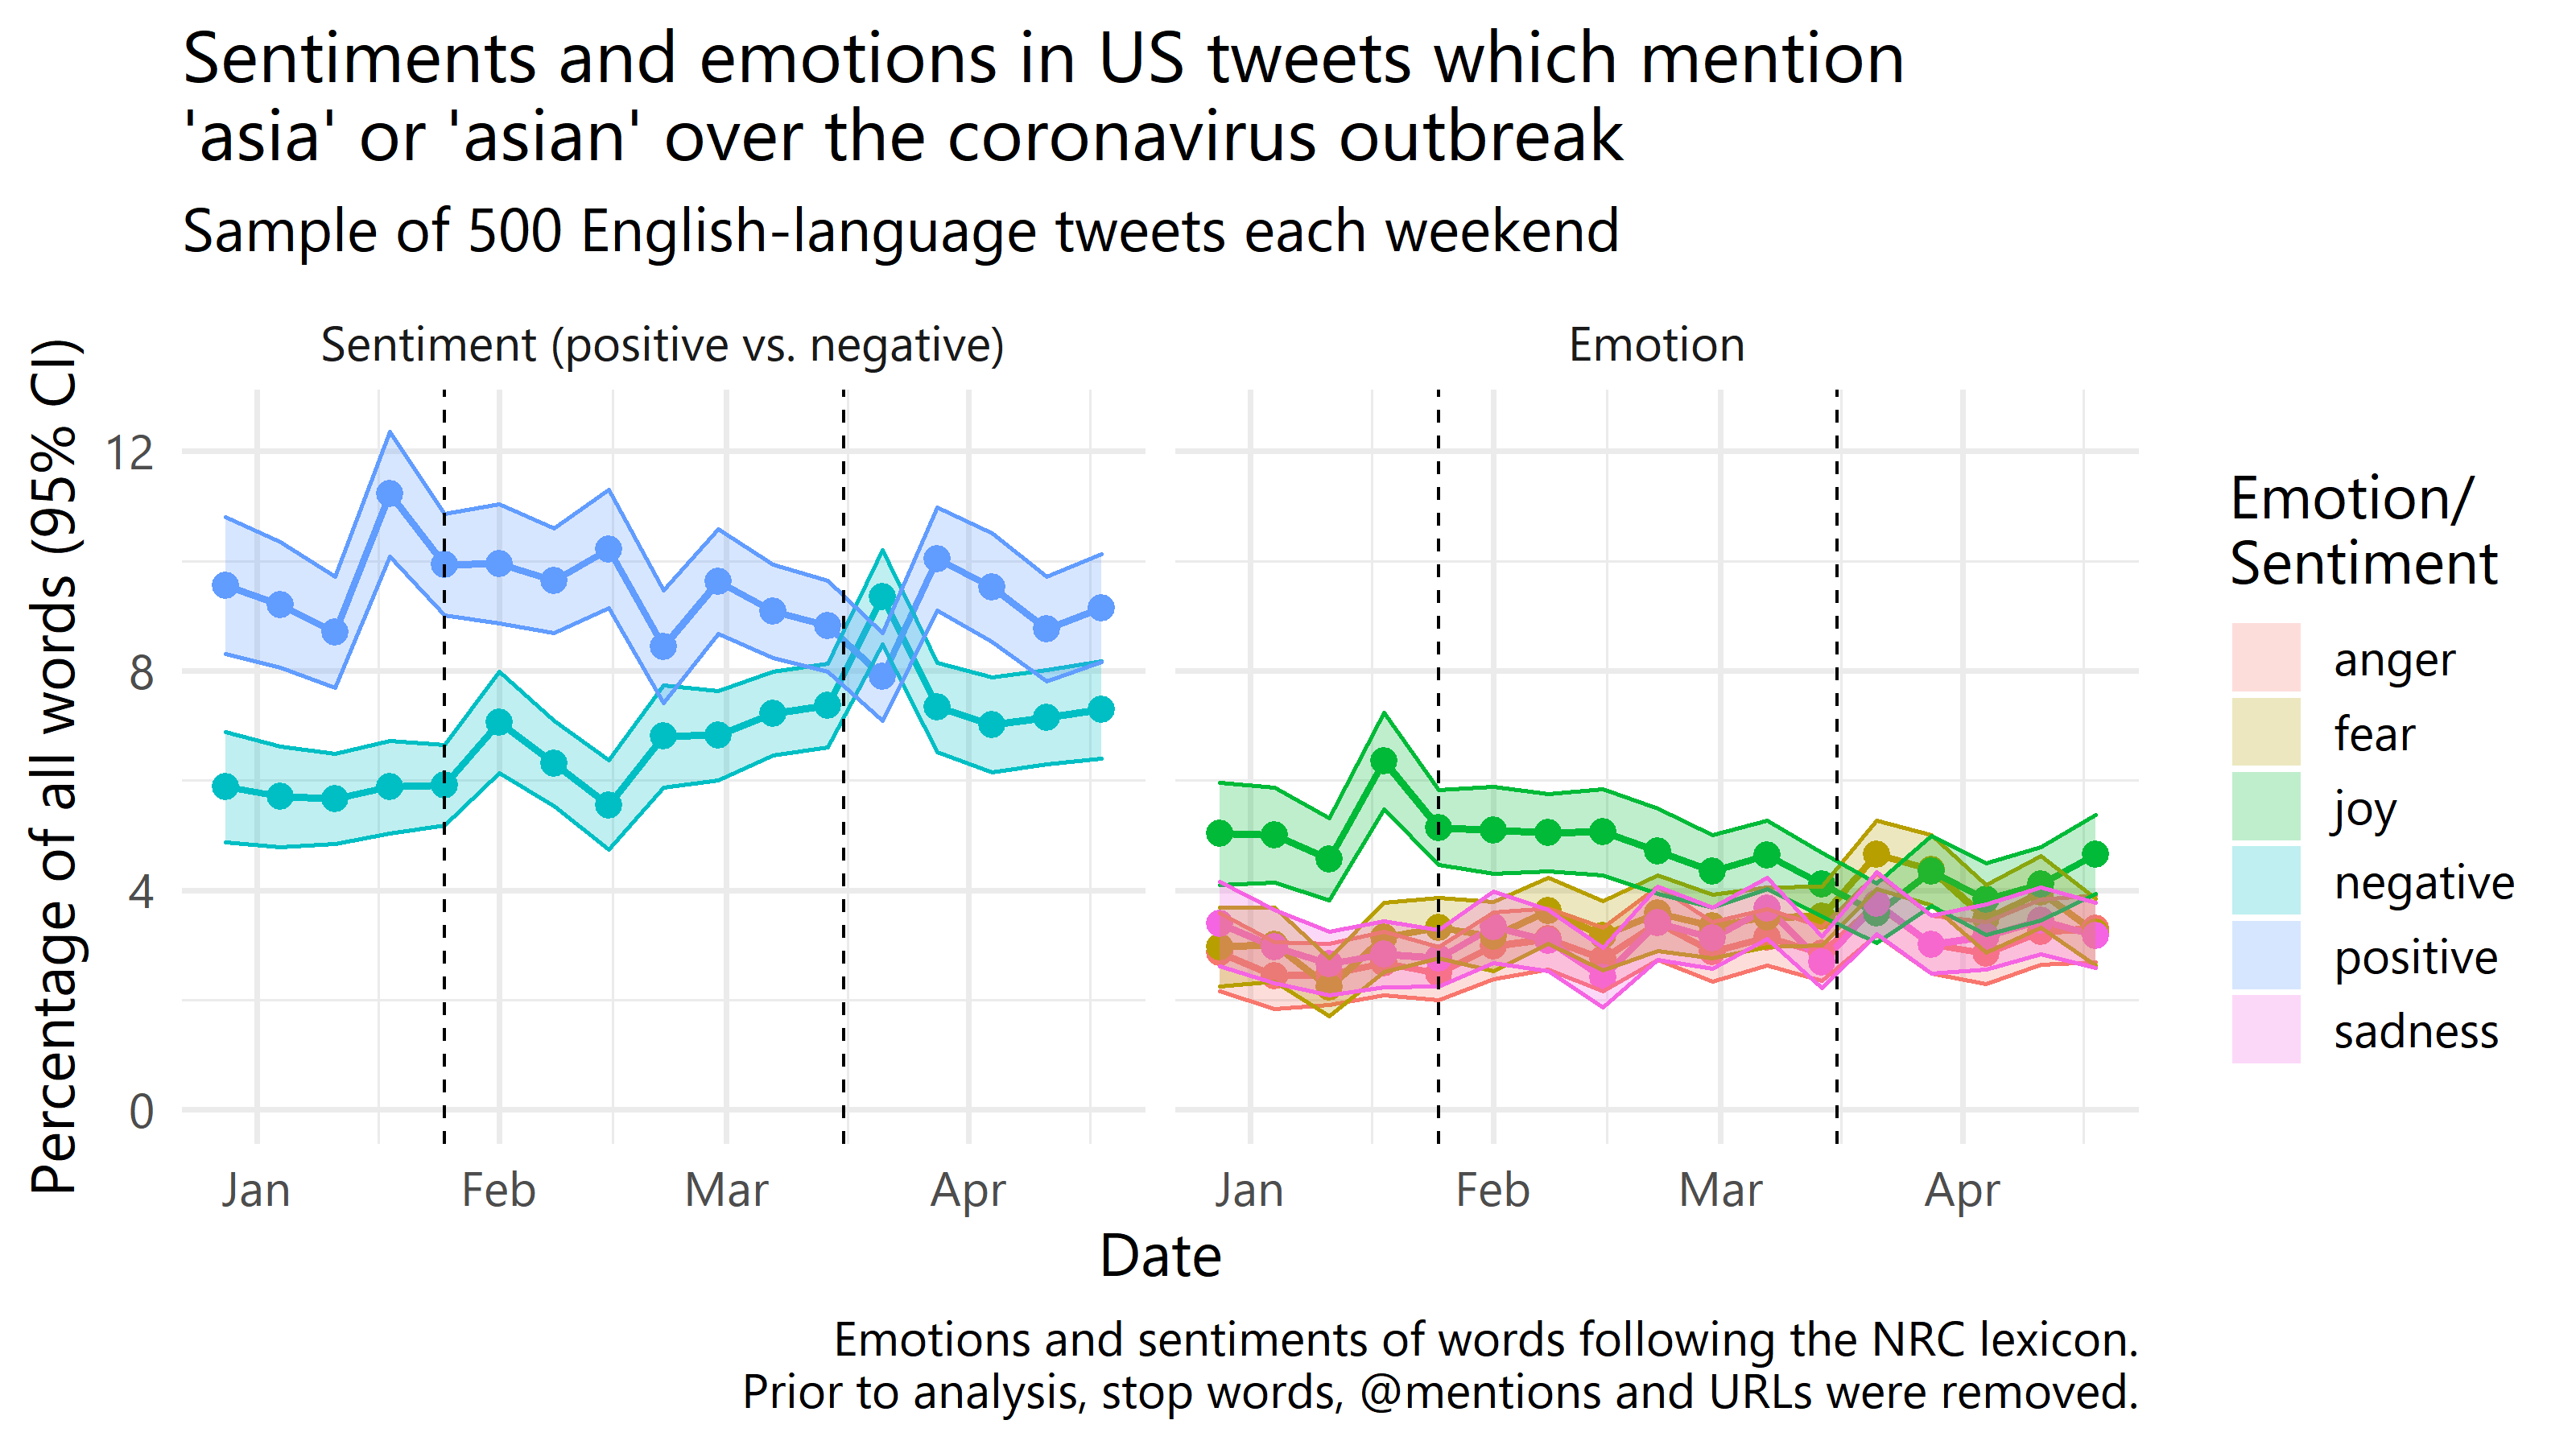 Sentiments and emotions in US tweets which mention
'asia' or 'asian' over the coronavirus outbreak
Sample of 500 English-language tweets each weekend
Sentiment (positive vs. negative)
Emotion
Percentage of all words (95% CI)
12
8
4
0
Jan
Feb
Mar
Apr
Jan
Feb
Mar
Apr
Date
Emotion/
Sentiment
anger
fear
joy
negative
positive
sadness
Emotions and sentiments of words following the NRC lexicon.
Prior to analysis, stop words, @mentions and URLs were removed.